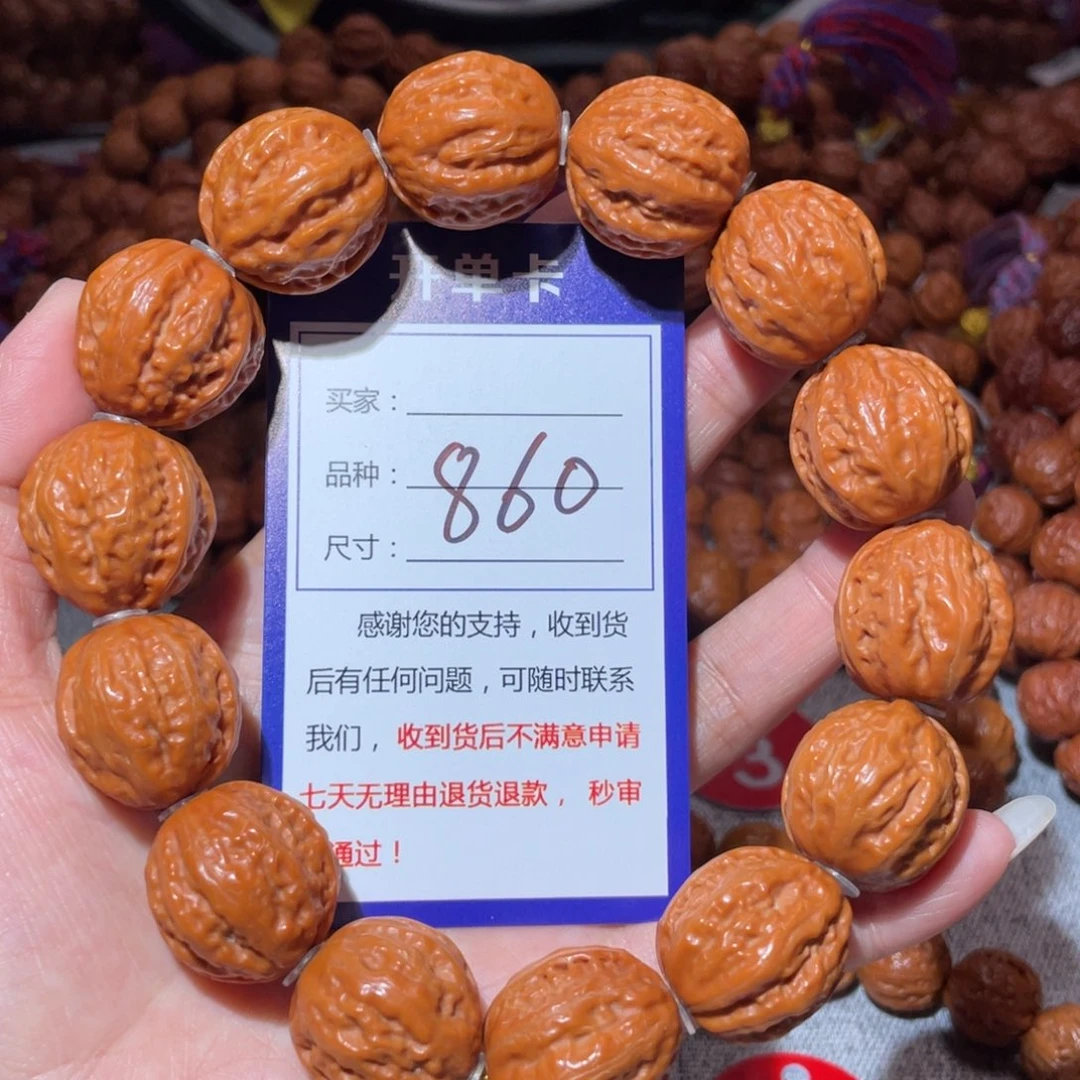 开单卡
买家：
品种：860
尺寸：
感谢您的支持，收到货
后有任何问题，可随时联系
我们，收到货后不满意申请
七天无理由退货退款，秒审
通过！
3